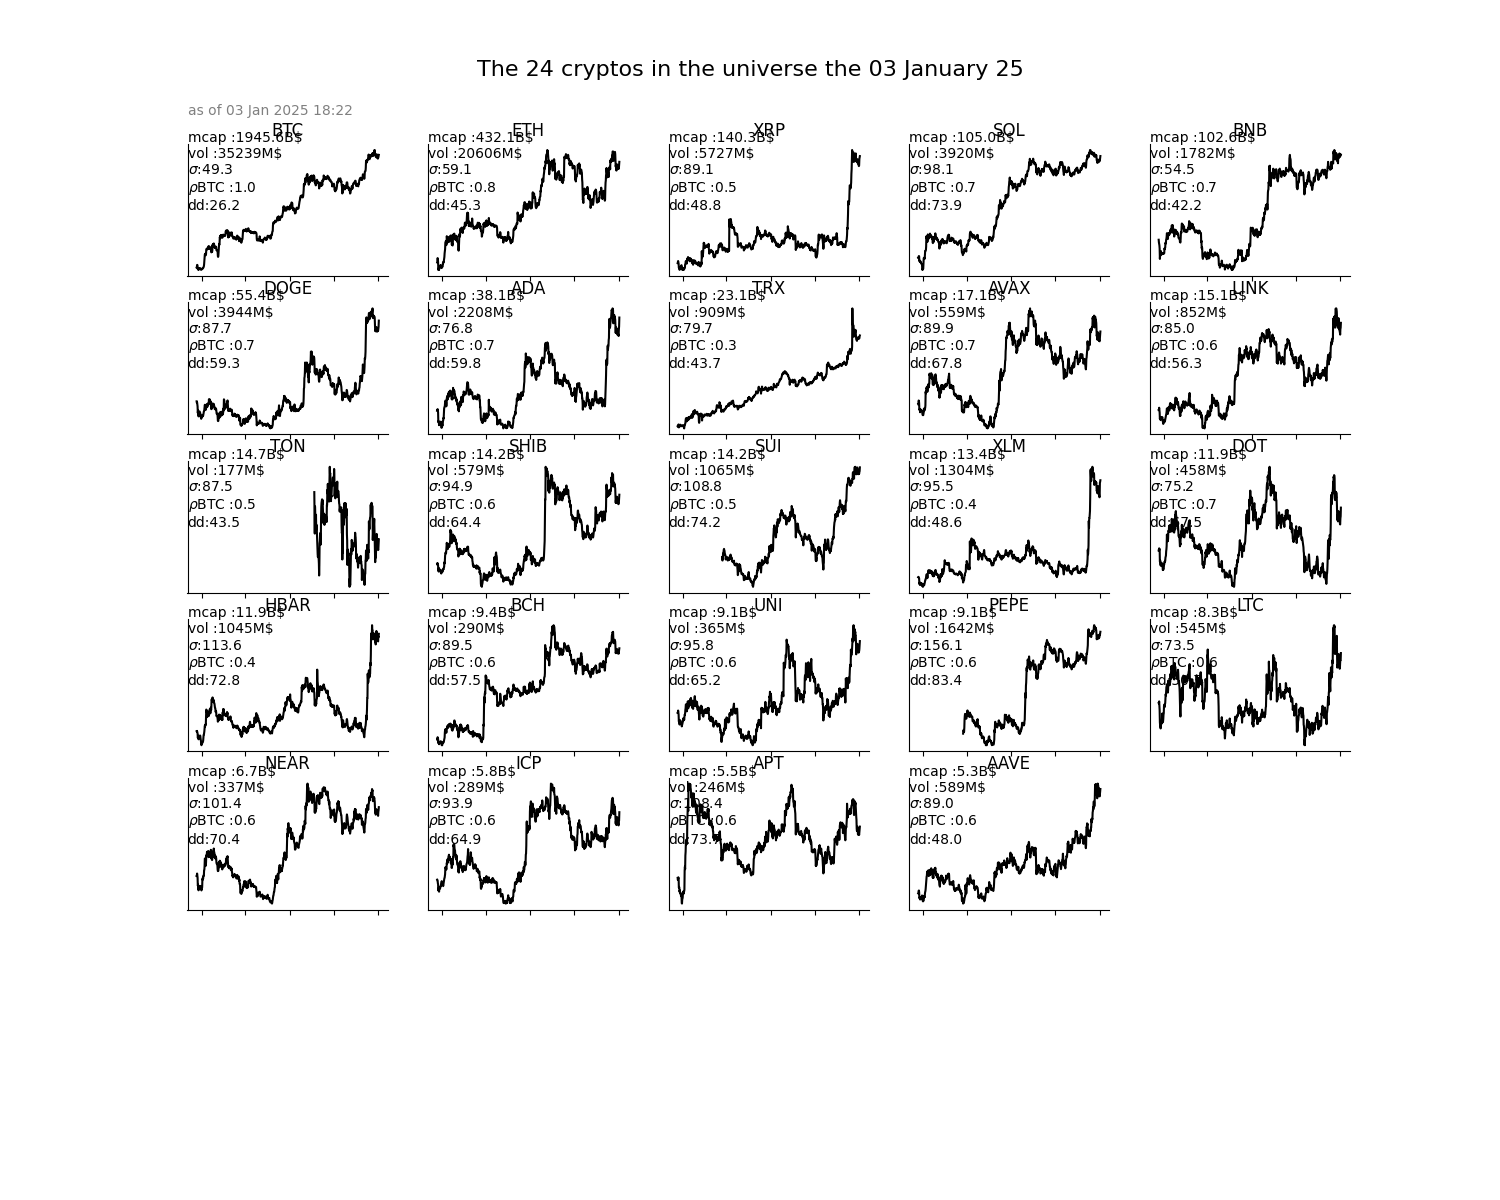 The 24 cryptos in the universe the 03 January 25
as of 03 Jan 2025 18:22
BTC
mcap :1945.6B$
vol :35239M$
σ:49.3
ρBTC :1.0
dd:26.2
ETH
mcap :432.1B$
vol :20606M$
σ:59.1
ρBTC :0.8
dd:45.3
XRP
mcap :140.3B$
vol :5727M$
σ:89.1
ρBTC :0.5
dd:48.8
SOL
mcap :105.0B$
vol :3920M$
σ:98.1
ρBTC :0.7
dd:73.9
BNB
mcap :102.6B$
vol :1782M$
σ:54.5
ρBTC :0.7
dd:42.2
DOGE
mcap :55.4B$
vol :3944M$
σ:87.7
ρBTC :0.7
dd:59.3
ADA
mcap :38.1B$
vol :2208M$
σ:76.8
ρBTC :0.7
dd:59.8
TRX
mcap :23.1B$
vol :909M$
σ:79.7
ρBTC :0.3
dd:43.7
AVAX
mcap :17.1B$
vol :559M$
σ:89.9
ρBTC :0.7
dd:67.8
LINK
mcap :15.1B$
vol :852M$
σ:85.0
ρBTC :0.6
dd:56.3
TON
mcap :14.7B$
vol :177M$
σ:87.5
ρBTC :0.5
dd:43.5
SHIB
mcap :14.2B$
vol :579M$
σ:94.9
ρBTC :0.6
dd:64.4
SUI
mcap :14.2B$
vol :1065M$
σ:108.8
ρBTC :0.5
dd:74.2
XLM
mcap :13.4B$
vol :1304M$
σ:95.5
ρBTC :0.4
dd:48.6
DOT
mcap :11.9B$
vol :458M$
σ:75.2
ρBTC :0.7
HBAR
mcap :11.9B$
vol :1045M$
σ:113.6
ρBTC :0.4
dd:72.8
BCH
mcap :9.4B$
vol :290M$
σ:89.5
ρBTC :0.6
dd:57.5
UNI
mcap :9.1B$
vol :365M$
σ:95.8
ρBTC :0.6
dd:65.2
PEPE
mcap :9.1B$
vol :1642M$
σ:156.1
ρBTC :0.6
dd:83.4
LTC
mcap :8.3B$
vol :545M$
σ:73.5
ρBTC :0.6
NEAR
mcap :6.7B$
vol :337M$
σ:101.4
ρBTC :0.6
dd:70.4
ICP
mcap :5.8B$
vol :289M$
σ:93.9
ρBTC :0.6
dd:64.9
APT
mcap :5.5B$
vol :246M$
σ:108.4
ρBTC :0.6
AAVE
mcap :5.3B$
vol :589M$
σ:89.0
ρBTC :0.6
dd:48.0